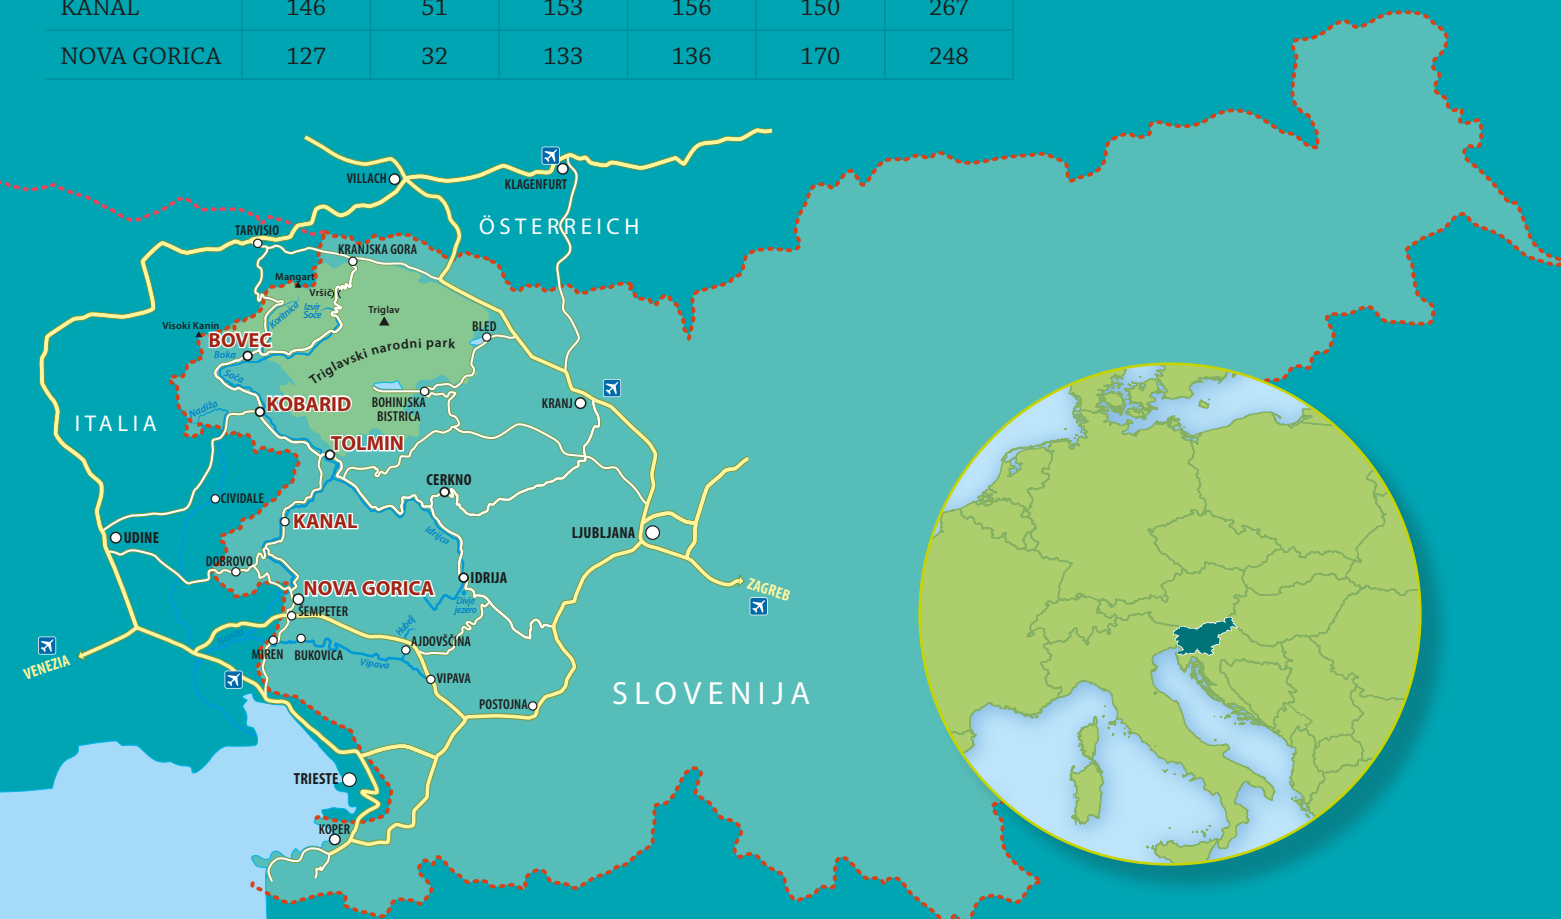 KANAL 146 51 153 156 150 267
NOVA GORICA 127 32 133 136 170 248
VILLACH
KLAGENFURT
ÖSTERREICH
TARVISIO
KRANJSKA GORA
Mangart
Vršič
Koritnica
Izvir
Soče
Triglav
Visoki Kanin
BOVEC
Boka
BLED
Triglavski narodni park
Soča
KOBARID
Nadiža
BOHINJSKA
BISTRICA
KRANJ
ITALIA
TOLMIN
CERKNO
CIVIDALE
KANAL
UDINE
Idrijca
LJUBLJANA
DOBROVO
IDRIJA
NOVA GORICA
ZAGREB
Divje
jezero
ŠEMPETER
Hubelj
AJDOVŠČINA
MIREN
BUKOVICA
Vipava
VENEZIA
VIPAVA
SLOVENIJA
POSTOJNA
TRIESTE
KOPER